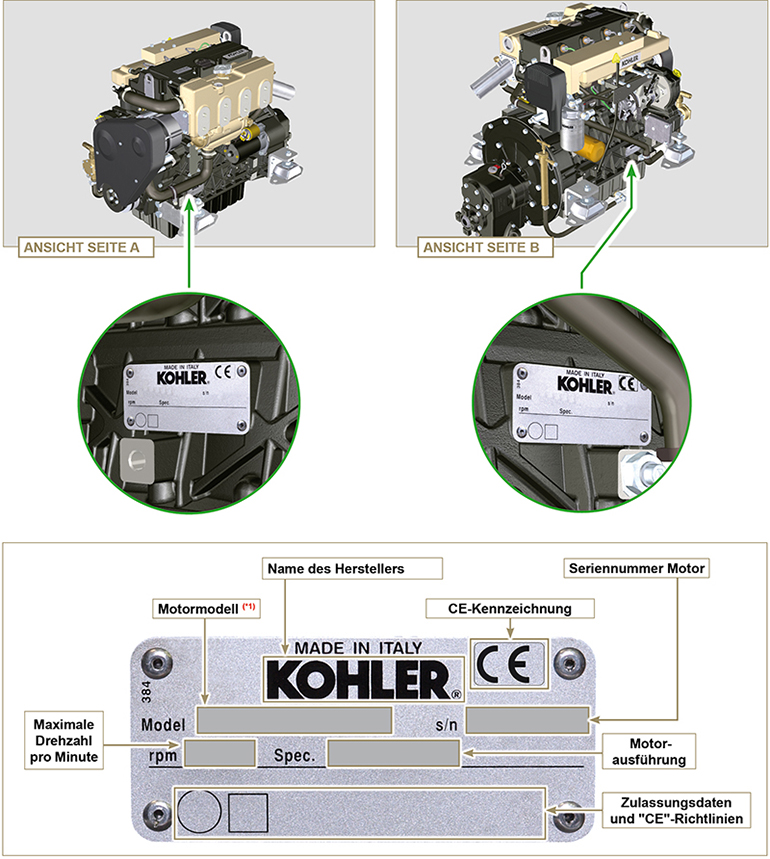 ANSICHT SEITE A
ANSICHT SEITE B
MADE IN ITALY
KOHLER® CE
384
Model s/n
rpm Spec.
MADE IN ITALY
KOHLER® CE
384
Model
rpm Spec.
Name des Herstellers
Seriennummer Motor
Motormodell (*1)
CE-Kennzeichnung
MADE IN ITALY
KOHLER® CE
384
Model s/n
Maximale
Drehzahl
pro Minute
rpm Spec.
Motor-
ausführung
Zulassungsdaten
und "CE"-Richtlinien